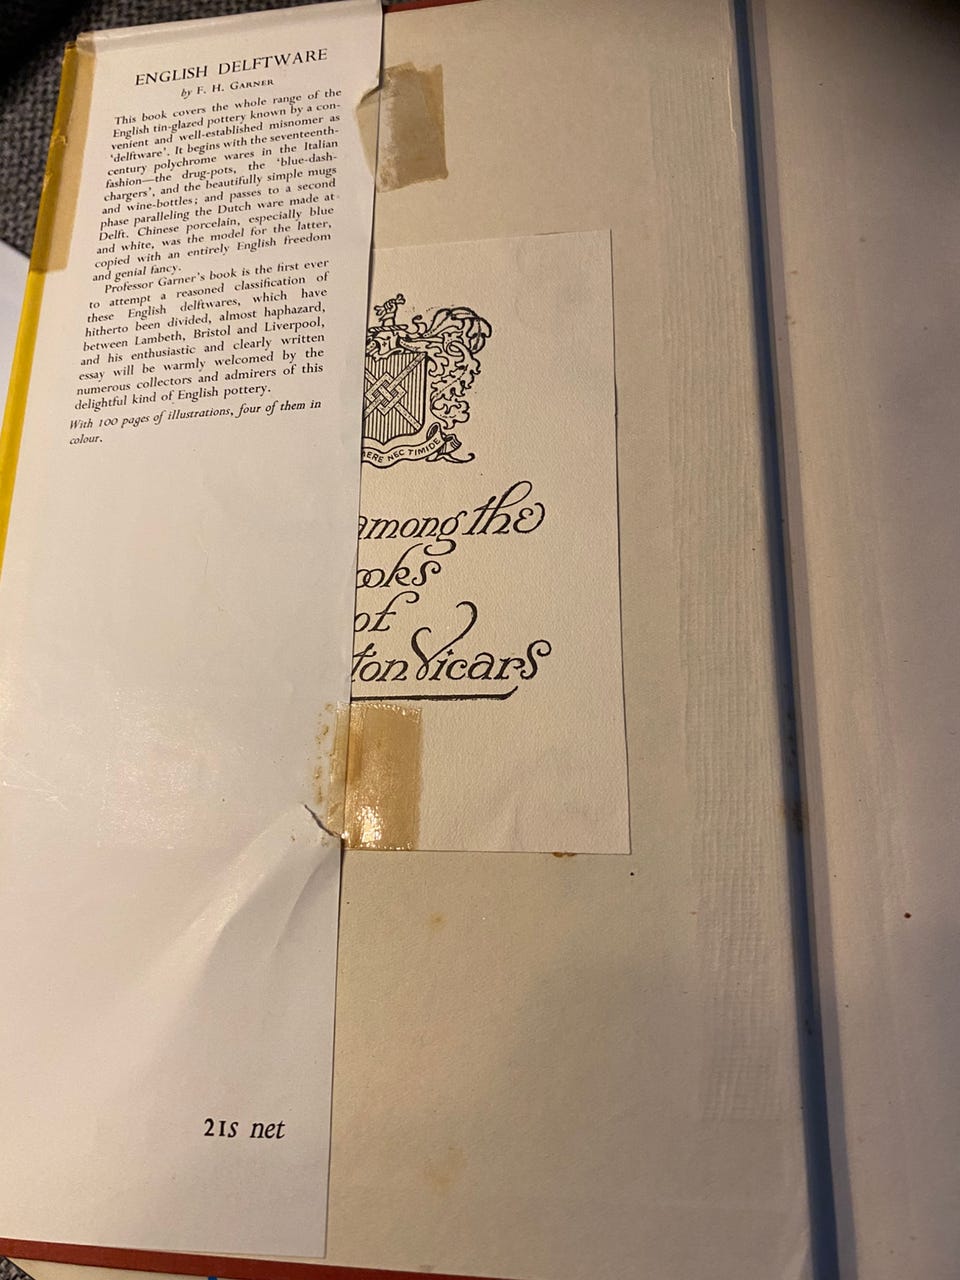 ENGLISH DELFTWARE
by F. H. GARNER
This book covers the whole range of the
English tin-glazed pottery known by a con-
venient and well-established misnomer as
'delftware'. It begins with the seventeenth-
century polychrome wares in the Italian
fashion—the drug-pots, the 'blue-dash-
chargers', and the beautifully simple mugs
and wine-bottles; and passes to a second
phase paralleling the Dutch ware made at
Delft. Chinese porcelain, especially blue
and white, was the model for the latter,
copied with an entirely English freedom
and genial fancy.
Professor Garner's book is the first ever
to attempt a reasoned classification of
these English delftwares, which have
hitherto been divided, almost haphazard,
between Lambeth, Bristol and Liverpool,
and his enthusiastic and clearly written
essay will be warmly welcomed by the
numerous collectors and admirers of this
delightful kind of English pottery.
With 100 pages of illustrations, four of them in
colour.
21s net
ERE NEC TIMIDE
among the
ooks
of
ton Vicars